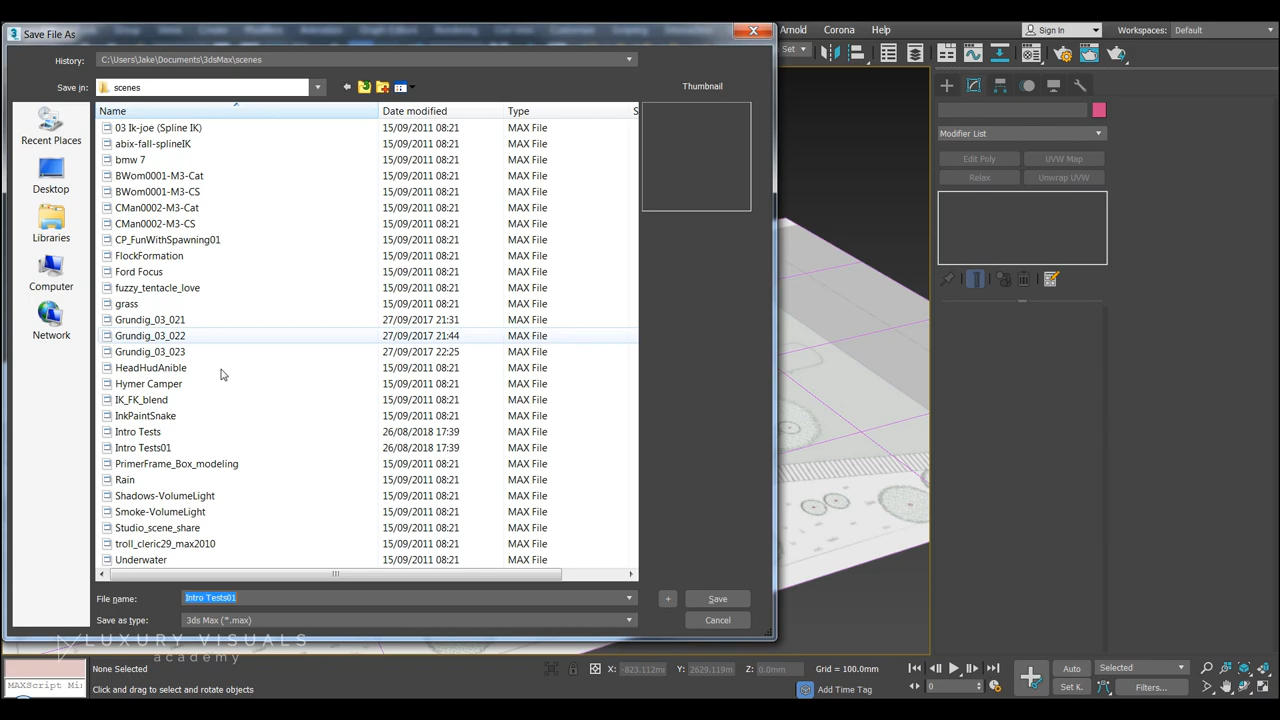 Save File As
Arnold Corona Help Sign In Workspaces: Default
History: C:\Users\Jake\Documents\3dsMax\scenes
Save in: scenes
Set
Thumbnail
Name Date modified Type S
Recent Places
Desktop
Libraries
Computer
Network
03 Ik-joe (Spline IK) 15/09/2011 08:21 MAX File
abix-fall-splineIK 15/09/2011 08:21 MAX File
bmw 7 15/09/2011 08:21 MAX File
BWom0001-M3-Cat 15/09/2011 08:21 MAX File
BWom0001-M3-CS 15/09/2011 08:21 MAX File
CMan0002-M3-Cat 15/09/2011 08:21 MAX File
CMan0002-M3-CS 15/09/2011 08:21 MAX File
CP_FunWithSpawning01 15/09/2011 08:21 MAX File
FlockFormation 15/09/2011 08:21 MAX File
Ford Focus 15/09/2011 08:21 MAX File
fuzzy_tentacle_love 15/09/2011 08:21 MAX File
grass 15/09/2011 08:21 MAX File
Grundig_03_021 27/09/2017 21:31 MAX File
Grundig_03_022 27/09/2017 21:44 MAX File
Grundig_03_023 27/09/2017 22:25 MAX File
HeadHudAnible 15/09/2011 08:21 MAX File
Hymer Camper 15/09/2011 08:21 MAX File
IK_FK_blend 15/09/2011 08:21 MAX File
InkPaintSnake 15/09/2011 08:21 MAX File
Intro Tests 26/08/2018 17:39 MAX File
Intro Tests01 26/08/2018 17:39 MAX File
PrimerFrame_Box_modeling 15/09/2011 08:21 MAX File
Rain 15/09/2011 08:21 MAX File
Shadows-VolumeLight 15/09/2011 08:21 MAX File
Smoke-VolumeLight 15/09/2011 08:21 MAX File
Studio_scene_share 15/09/2011 08:21 MAX File
troll_cleric29_max2010 15/09/2011 08:21 MAX File
Underwater 15/09/2011 08:21 MAX File
File name: Intro Tests01 + Save
Save as type: 3ds Max (*.max) Cancel
Modifier List
Edit Poly UVW Map
Relax Unwrap UVW
LUXURY VISUALS
academy
None Selected X: -823.112mm Y: 2629.119mm Z: 0.0mm Grid = 100.0mm Auto Selected
MAXScript Mi
Click and drag to select and rotate objects Add Time Tag 0 Set K. Filters...